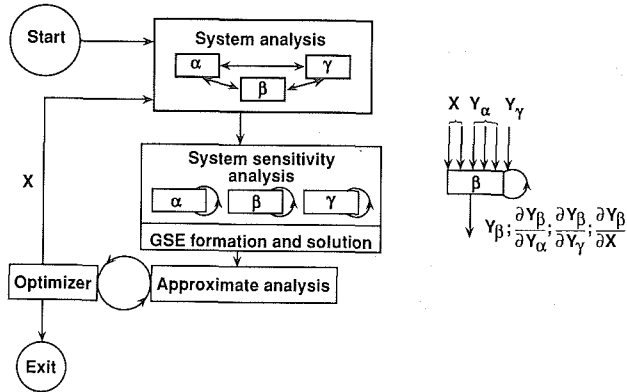 Start
System analysis
α γ
β
X Yα Yγ
β
System sensitivity
analysis
α β γ
GSE formation and solution
X
Yβ; ∂Yβ/∂Yα; ∂Yβ/∂Yγ; ∂Yβ/∂X
Optimizer
Approximate analysis
Exit